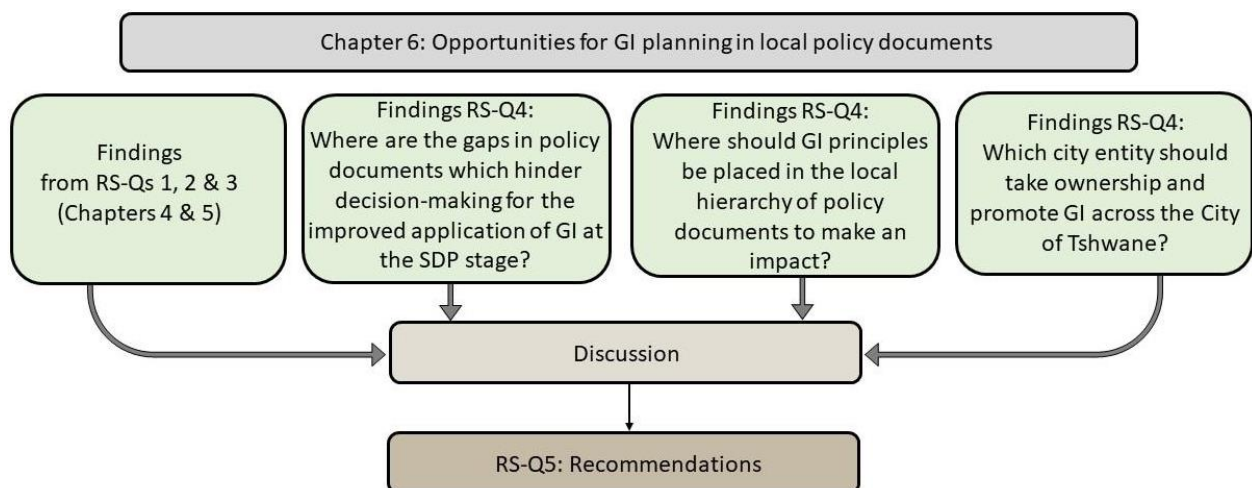 Chapter 6: Opportunities for GI planning in local policy documents
Findings
from RS-Qs 1, 2 & 3
(Chapters 4 & 5)
Findings RS-Q4:
Where are the gaps in policy
documents which hinder
decision-making for the
improved application of GI at
the SDP stage?
Findings RS-Q4:
Where should GI principles
be placed in the local
hierarchy of policy
documents to make an
impact?
Findings RS-Q4:
Which city entity should
take ownership and
promote GI across the City
of Tshwane?
Discussion
RS-Q5: Recommendations